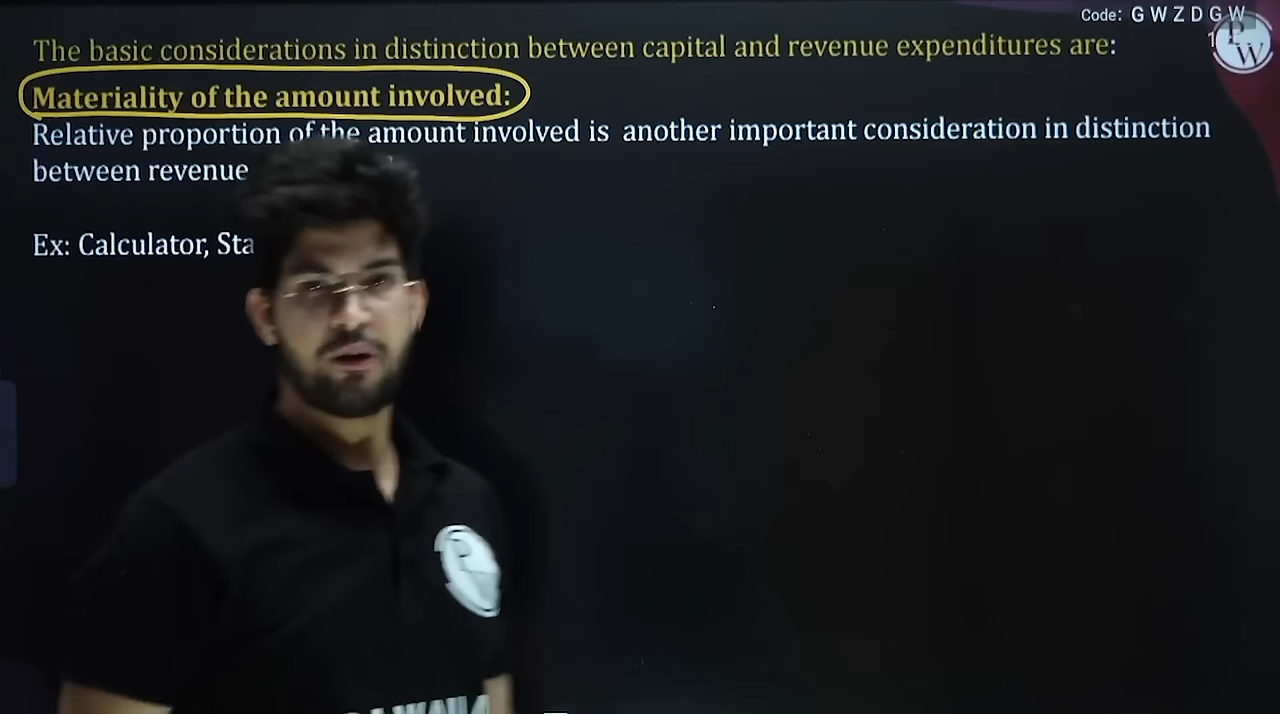 Code: G W Z D G W
The basic considerations in distinction between capital and revenue expenditures are:
Materiality of the amount involved:
Relative proportion of the amount involved is another important consideration in distinction
between revenue
Ex: Calculator,
P
W